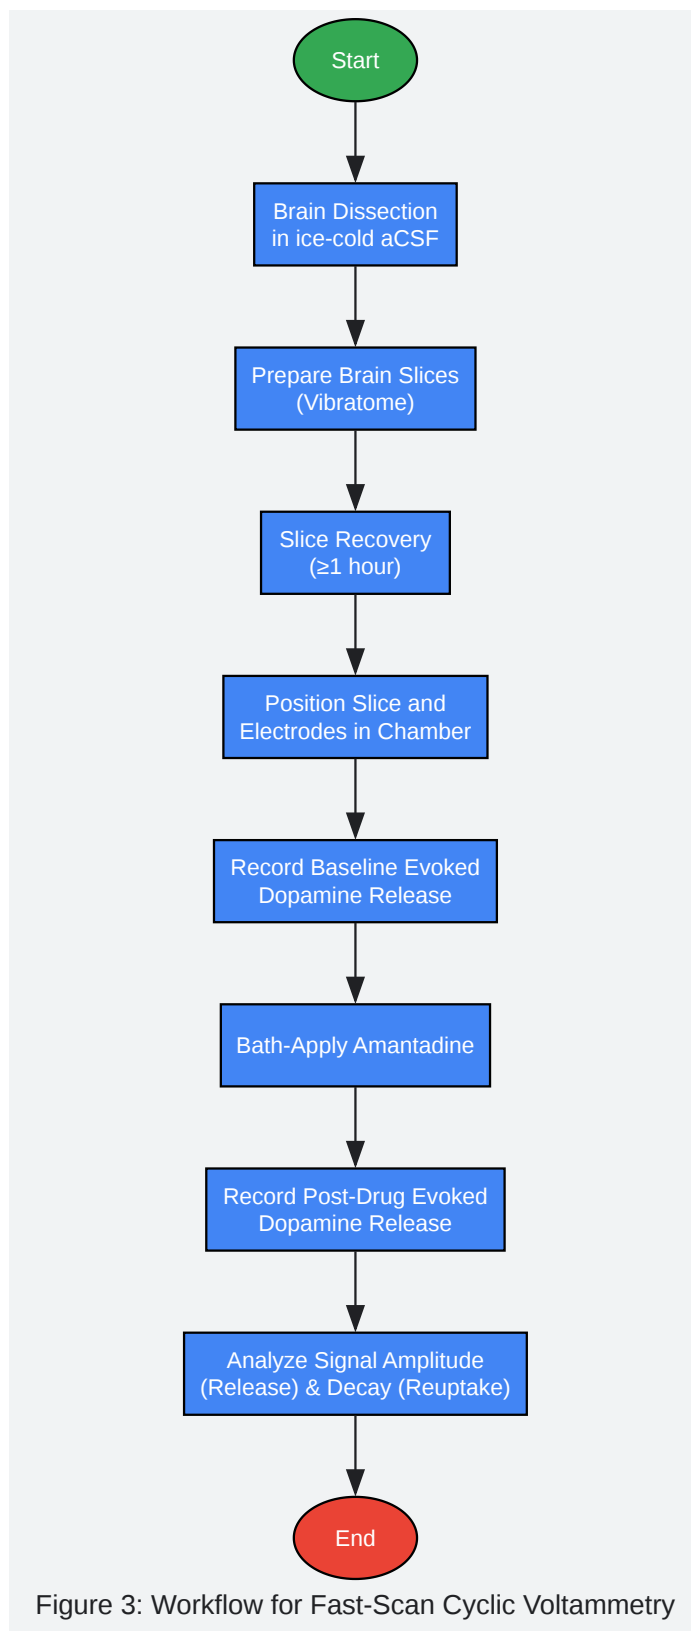 Start
Brain Dissection
in ice-cold aCSF
Prepare Brain Slices
(Vibratome)
Slice Recovery
(≥1 hour)
Position Slice and
Electrodes in Chamber
Record Baseline Evoked
Dopamine Release
Bath-Apply Amantadine
Record Post-Drug Evoked
Dopamine Release
Analyze Signal Amplitude
(Release) & Decay (Reuptake)
End
Figure 3: Workflow for Fast-Scan Cyclic Voltammetry